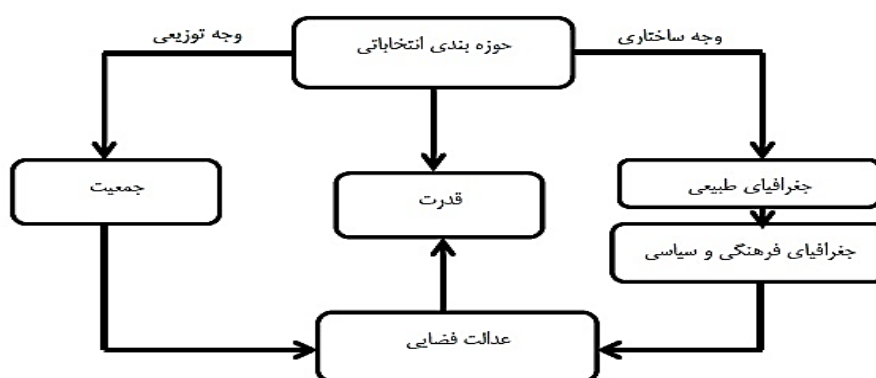 حوزه بندی انتخاباتی
وجه ساختاری
وجه توزیعی
جغرافیای طبیعی
قدرت
جمعیت
جغرافیای فرهنگی و سیاسی
عدالت فضایی